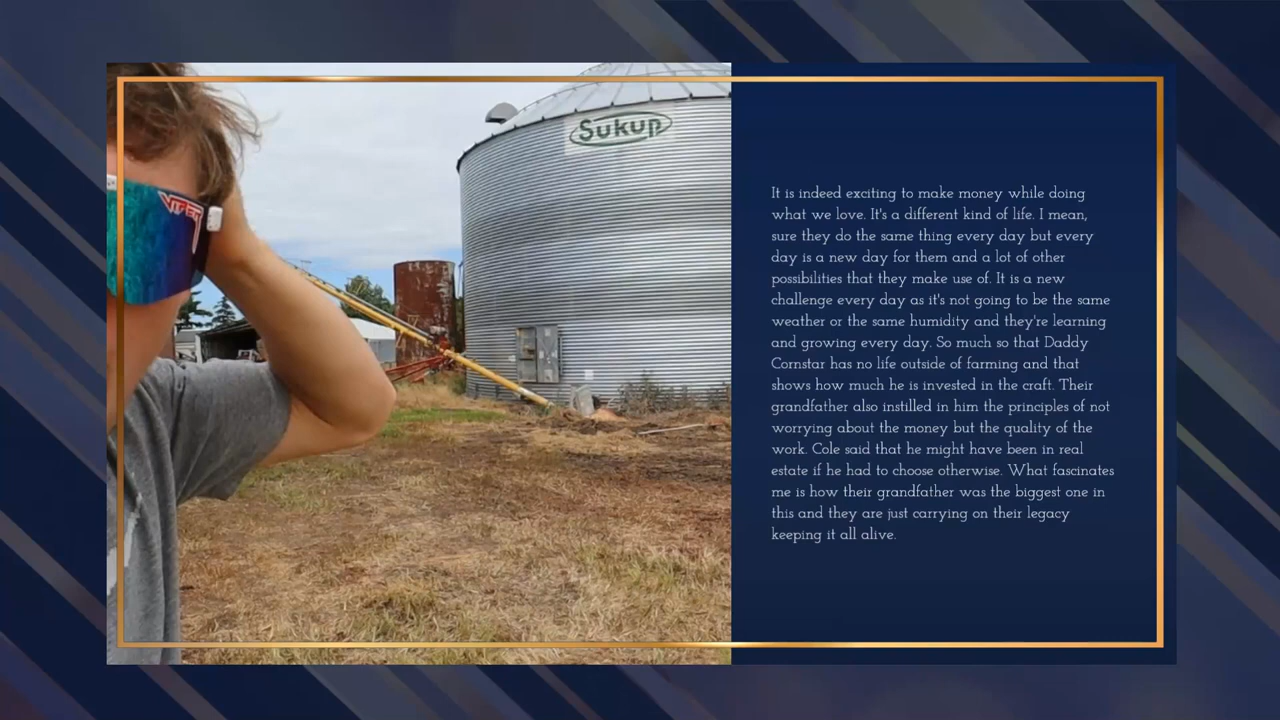 Sukup
It is indeed exciting to make money while doing
what we love. It's a different kind of life. I mean,
sure they do the same thing every day but every
day is a new day for them and a lot of other
possibilities that they make use of. It is a new
challenge every day as it's not going to be the same
weather or the same humidity and they're learning
and growing every day. So much so that Daddy
Cornstar has no life outside of farming and that
shows how much he is invested in the craft. Their
grandfather also instilled in him the principles of not
worrying about the money but the quality of the
work. Cole said that he might have been in real
estate if he had to choose otherwise. What fascinates
me is how their grandfather was the biggest one in
this and they are just carrying on their legacy
keeping it all alive.